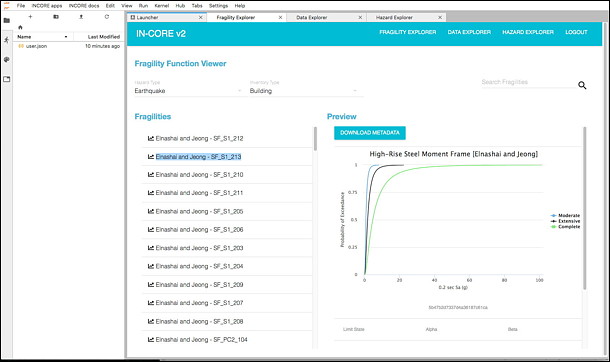 File INCORE apps INCORE docs Edit View Run Kernel Hub Tabs Settings Help
Launcher Fragility Explorer Data Explorer Hazard Explorer
Name Last Modified
user.json 10 minutes ago
IN-CORE v2 FRAGILITY EXPLORER DATA EXPLORER HAZARD EXPLORER LOGOUT
Fragility Function Viewer
Hazard Type Inventory Type
Earthquake Building Search Fragilities
Fragilities Preview
DOWNLOAD METADATA
Elnashai and Jeong - SF_S1_212
Elnashai and Jeong - SF_S1_213
Elnashai and Jeong - SF_S1_210
Elnashai and Jeong - SF_S1_211
Elnashai and Jeong - SF_S1_205
Elnashai and Jeong - SF_S1_206
Elnashai and Jeong - SF_S1_203
Elnashai and Jeong - SF_S1_204
Elnashai and Jeong - SF_S1_209
Elnashai and Jeong - SF_S1_207
Elnashai and Jeong - SF_S1_208
Elnashai and Jeong - SF_PC2_104
High-Rise Steel Moment Frame [Elnashai and Jeong]
Probability of Exceedance
1
0.75
0.5
0.25
0
0 20 40 60 80 100
0.2 sec Sa (g)
Moderate
Extensive
Complete
Limit State Alpha Beta